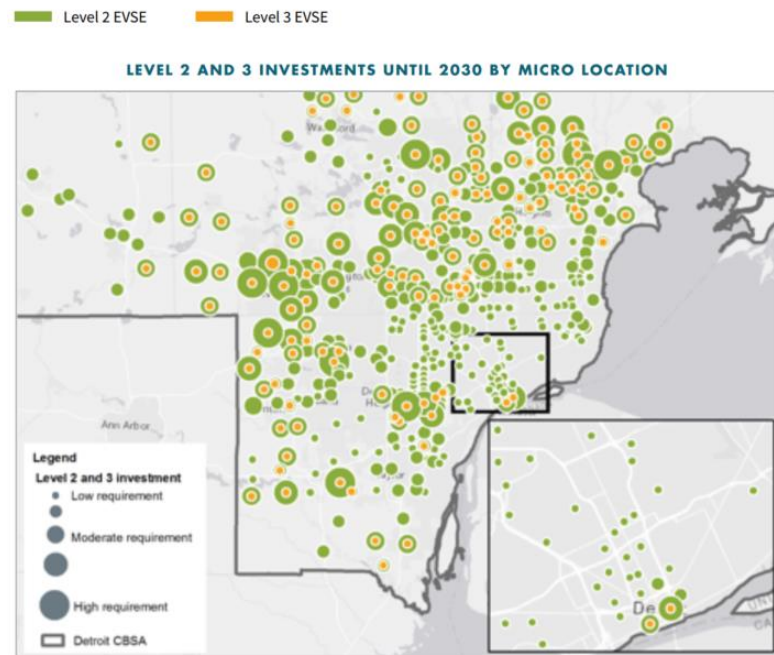 Level 2 EVSE
Level 3 EVSE
LEVEL 2 AND 3 INVESTMENTS UNTIL 2030 BY MICRO LOCATION
Ann Arbor
Legend
Level 2 and 3 investment
Low requirement
Moderate requirement
High requirement
Detroit CBSA
De